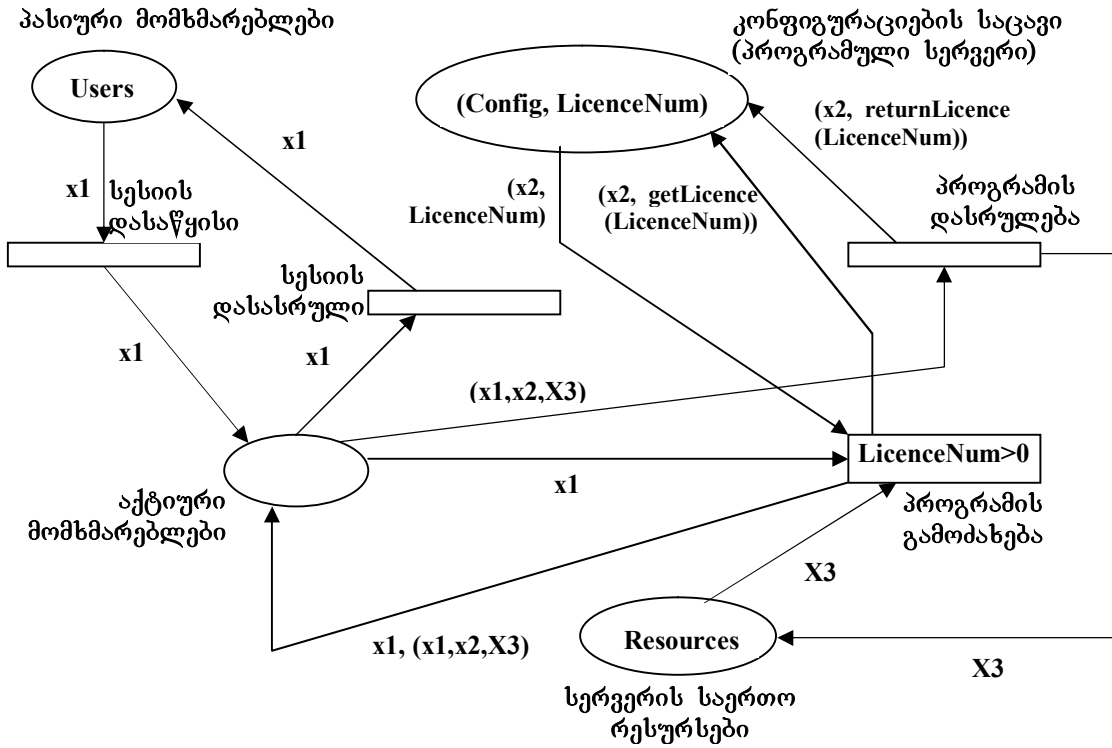 პასიური მომხმარებლები
კონფიგურაციების საცავი
(პროგრამული სერვერი)
Users
(Config, LicenceNum)
(x2, returnLicence
(LicenceNum))
x1
x1
სესიის
დასაწყისი
(x2,
LicenceNum)
(x2, getLicence
(LicenceNum))
პროგრამის
დასრულება
სესიის
დასასრული
x1
x1
(x1,x2,X3)
LicenceNum>0
x1
აქტიური
მომხმარებლები
პროგრამის
გამოძახება
X3
x1, (x1,x2,X3)
Resources
X3
სერვერის საერთო
რესურსები